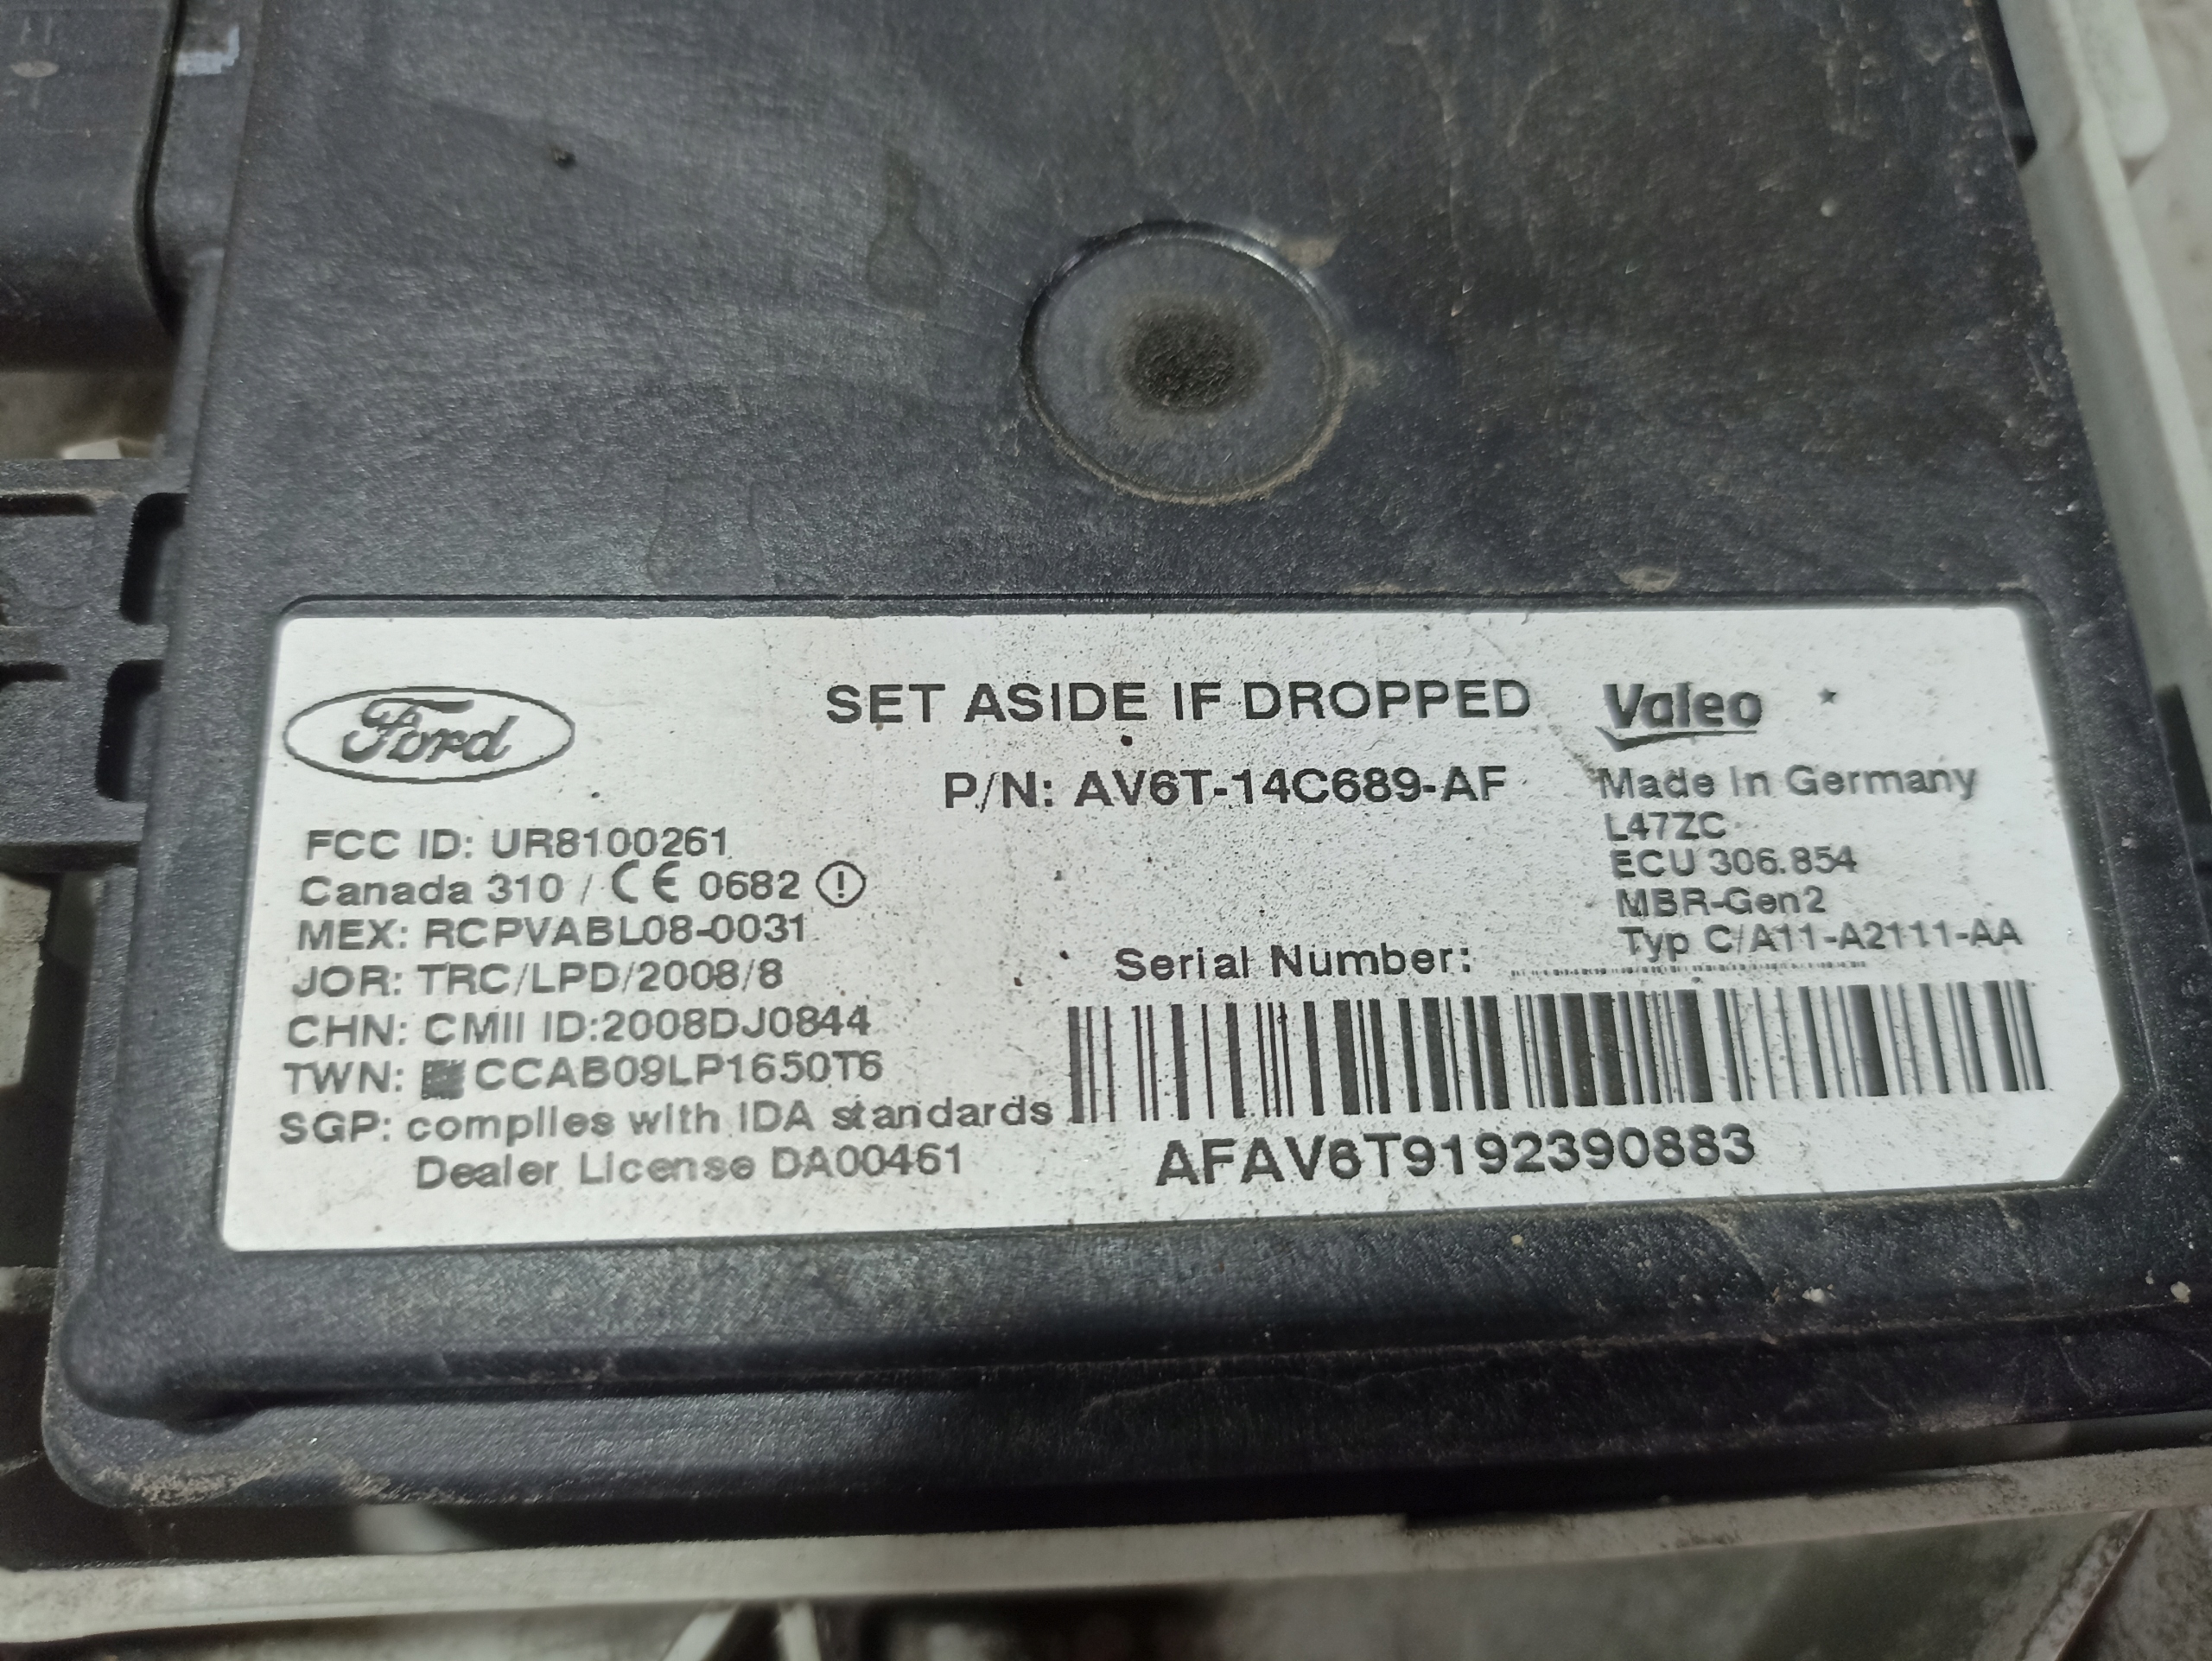 Ford
SET ASIDE IF DROPPED
P/N: AV6T-14C689-AF
Valeo
Made In Germany
L47ZC
ECU 306.854
MBR-Gen2
Typ C/A11-A2111-AA
FCC ID: UR8100261
Canada 310 / CE 0682
MEX: RCPVABL08-0031
JOR: TRC/LPD/2008/8
CHN: CMII ID:2008DJ0844
TWN: CCAB09LP1650T6
SGP: complies with IDA standards
Dealer License DA00461
Serial Number:
AFAV6T9192390883